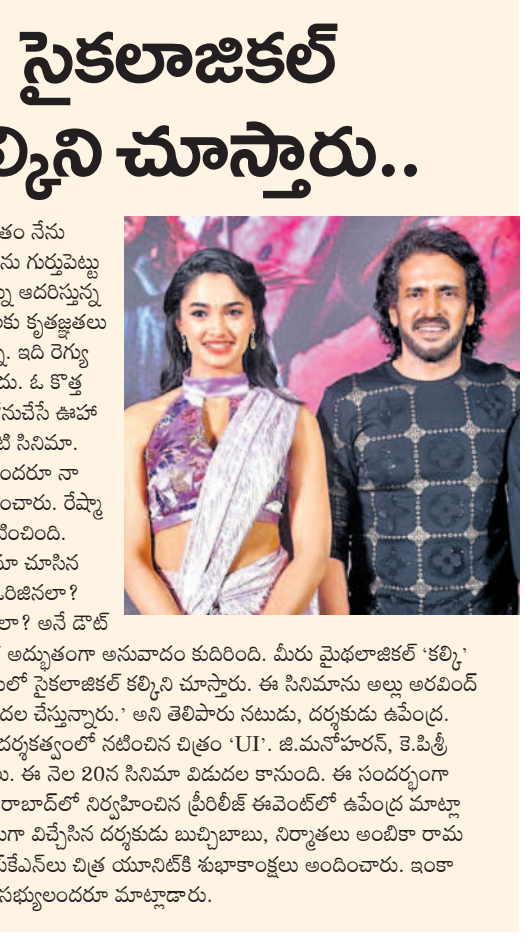 సైకలాజికల్
ల్కిని చూస్తారు..
తం నేను
ను గుర్తుపెట్టు
ఆదరిస్తున్న
కు కృతజ్ఞతలు
ఇది రెగ్యు
దు. ఓ కొత్త
నుచేసే ఊహా
టి సినిమా.
ందరూ నా
ంచారు. రేష్మా
టించింది.
మా చూసిన
ఒరిజినలా?
లా? అనే డౌట్
అద్భుతంగా అనువాదం కుదిరింది. మీరు మైథలాజికల్ ‘కల్కి’
లో సైకలాజికల్ కల్కిని చూస్తారు. ఈ సినిమాను అల్లు అరవింద్
దల చేస్తున్నారు.’ అని తెలిపారు నటుడు, దర్శకుడు ఉపేంద్ర.
దర్శకత్వంలో నటించిన చిత్రం ‘UI’. జి.మనోహరన్, కె.పిశ్రీ
ు. ఈ నెల 20న సినిమా విడుదల కానుంది. ఈ సందర్భంగా
రాబాద్‌లో నిర్వహించిన ప్రీరిలీజ్ ఈవెంట్‌లో ఉపేంద్ర మాట్లా
ుగా విచ్చేసిన దర్శకుడు బుచ్చిబాబు, నిర్మాతలు అంబికా రామ
స్‌కేఎన్‌లు చిత్ర యూనిట్‌కి శుభాకాంక్షలు అందించారు. ఇంకా
సభ్యులందరూ మాట్లాడారు.